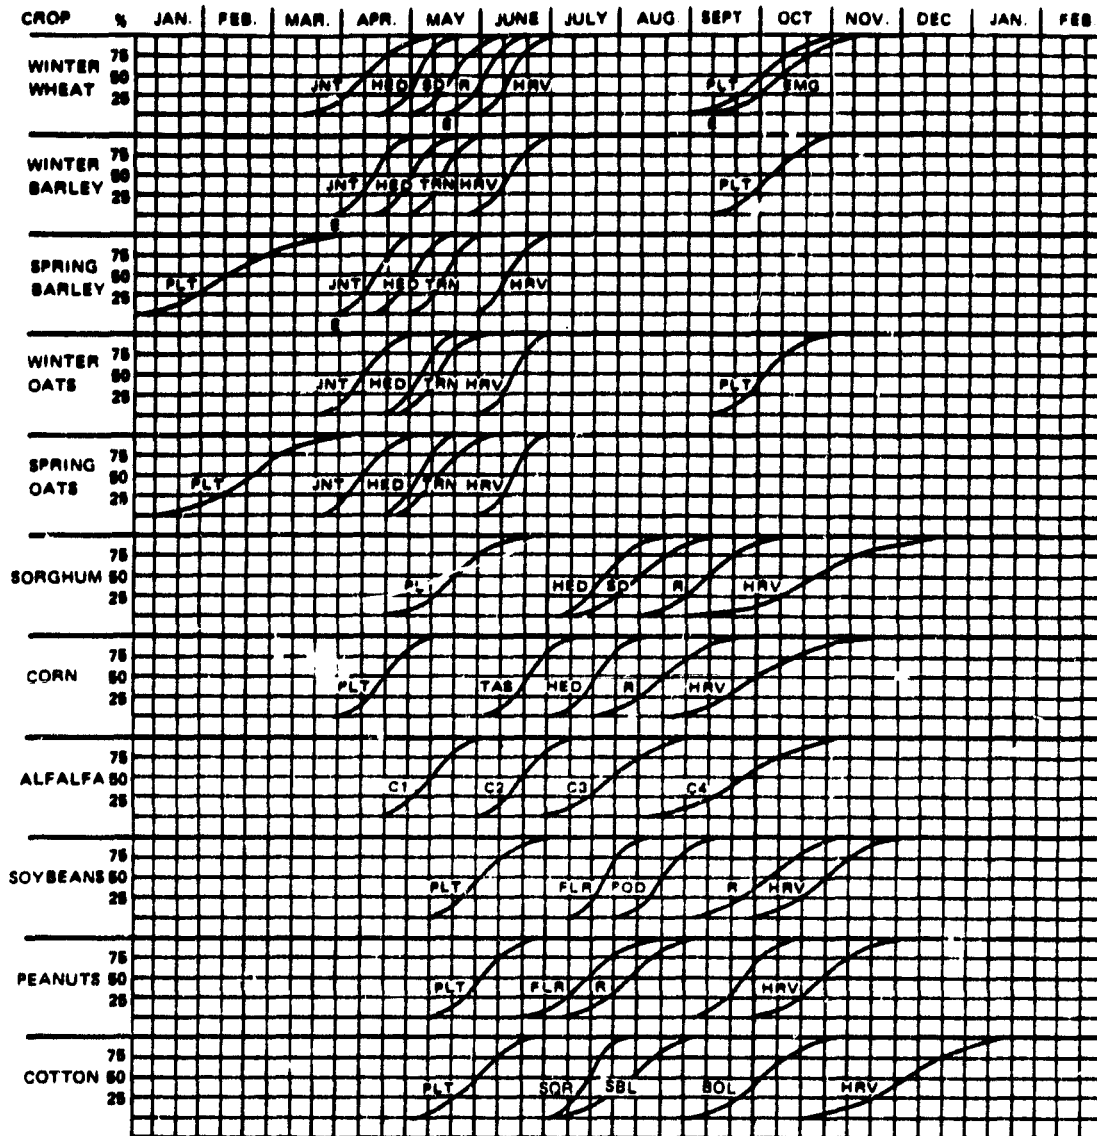 CROP % JAN. FEB. MAR. APR. MAY JUNE JULY AUG. SEPT OCT NOV. DEC JAN. FEB
75
WINTER 50 JNT HED SD R HRV PLT EMG
WHEAT 25
E E
75
WINTER 50 JNT HED TRN HRV PLT
BARLEY 25
E
75
SPRING 50 PLT JNT HED TRN HRV
BARLEY 25
E
75
WINTER 50 JNT HED TRN HRV PLT
OATS 25
75
SPRING 50 PLT JNT HED TRN HRV
OATS 25
75
SORGHUM 50 PL HED SD R HRV
25
75
CORN 50 PLT TAS HED R HRV
25
75
ALFALFA 50 C1 C2 C3 C4
25
75
SOYBEANS 50 PLT FLR POD R HRV
25
75
PEANUTS 50 PLT FLR R HRV
25
75
COTTON 50 PLT SQR SBL BOL HRV
25